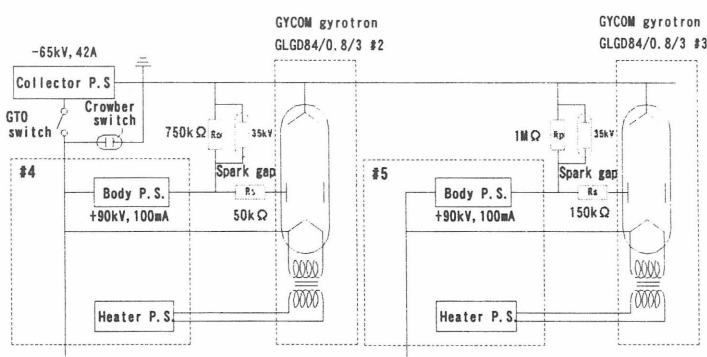 GYCOM gyrotron
GLGD84/0.8/3 #2
GYCOM gyrotron
GLGD84/0.8/3 #3
-65kV, 42A
Collector P.S
GTO
switch
Crowber
switch
750kΩ
Rp
35kV
Spark gap
1MΩ
Rp
35kV
Spark gap
#4
Body P.S.
+90kV, 100mA
Rs
50kΩ
#5
Body P.S.
+90kV, 100mA
Rs
150kΩ
Heater P.S.
Heater P.S.